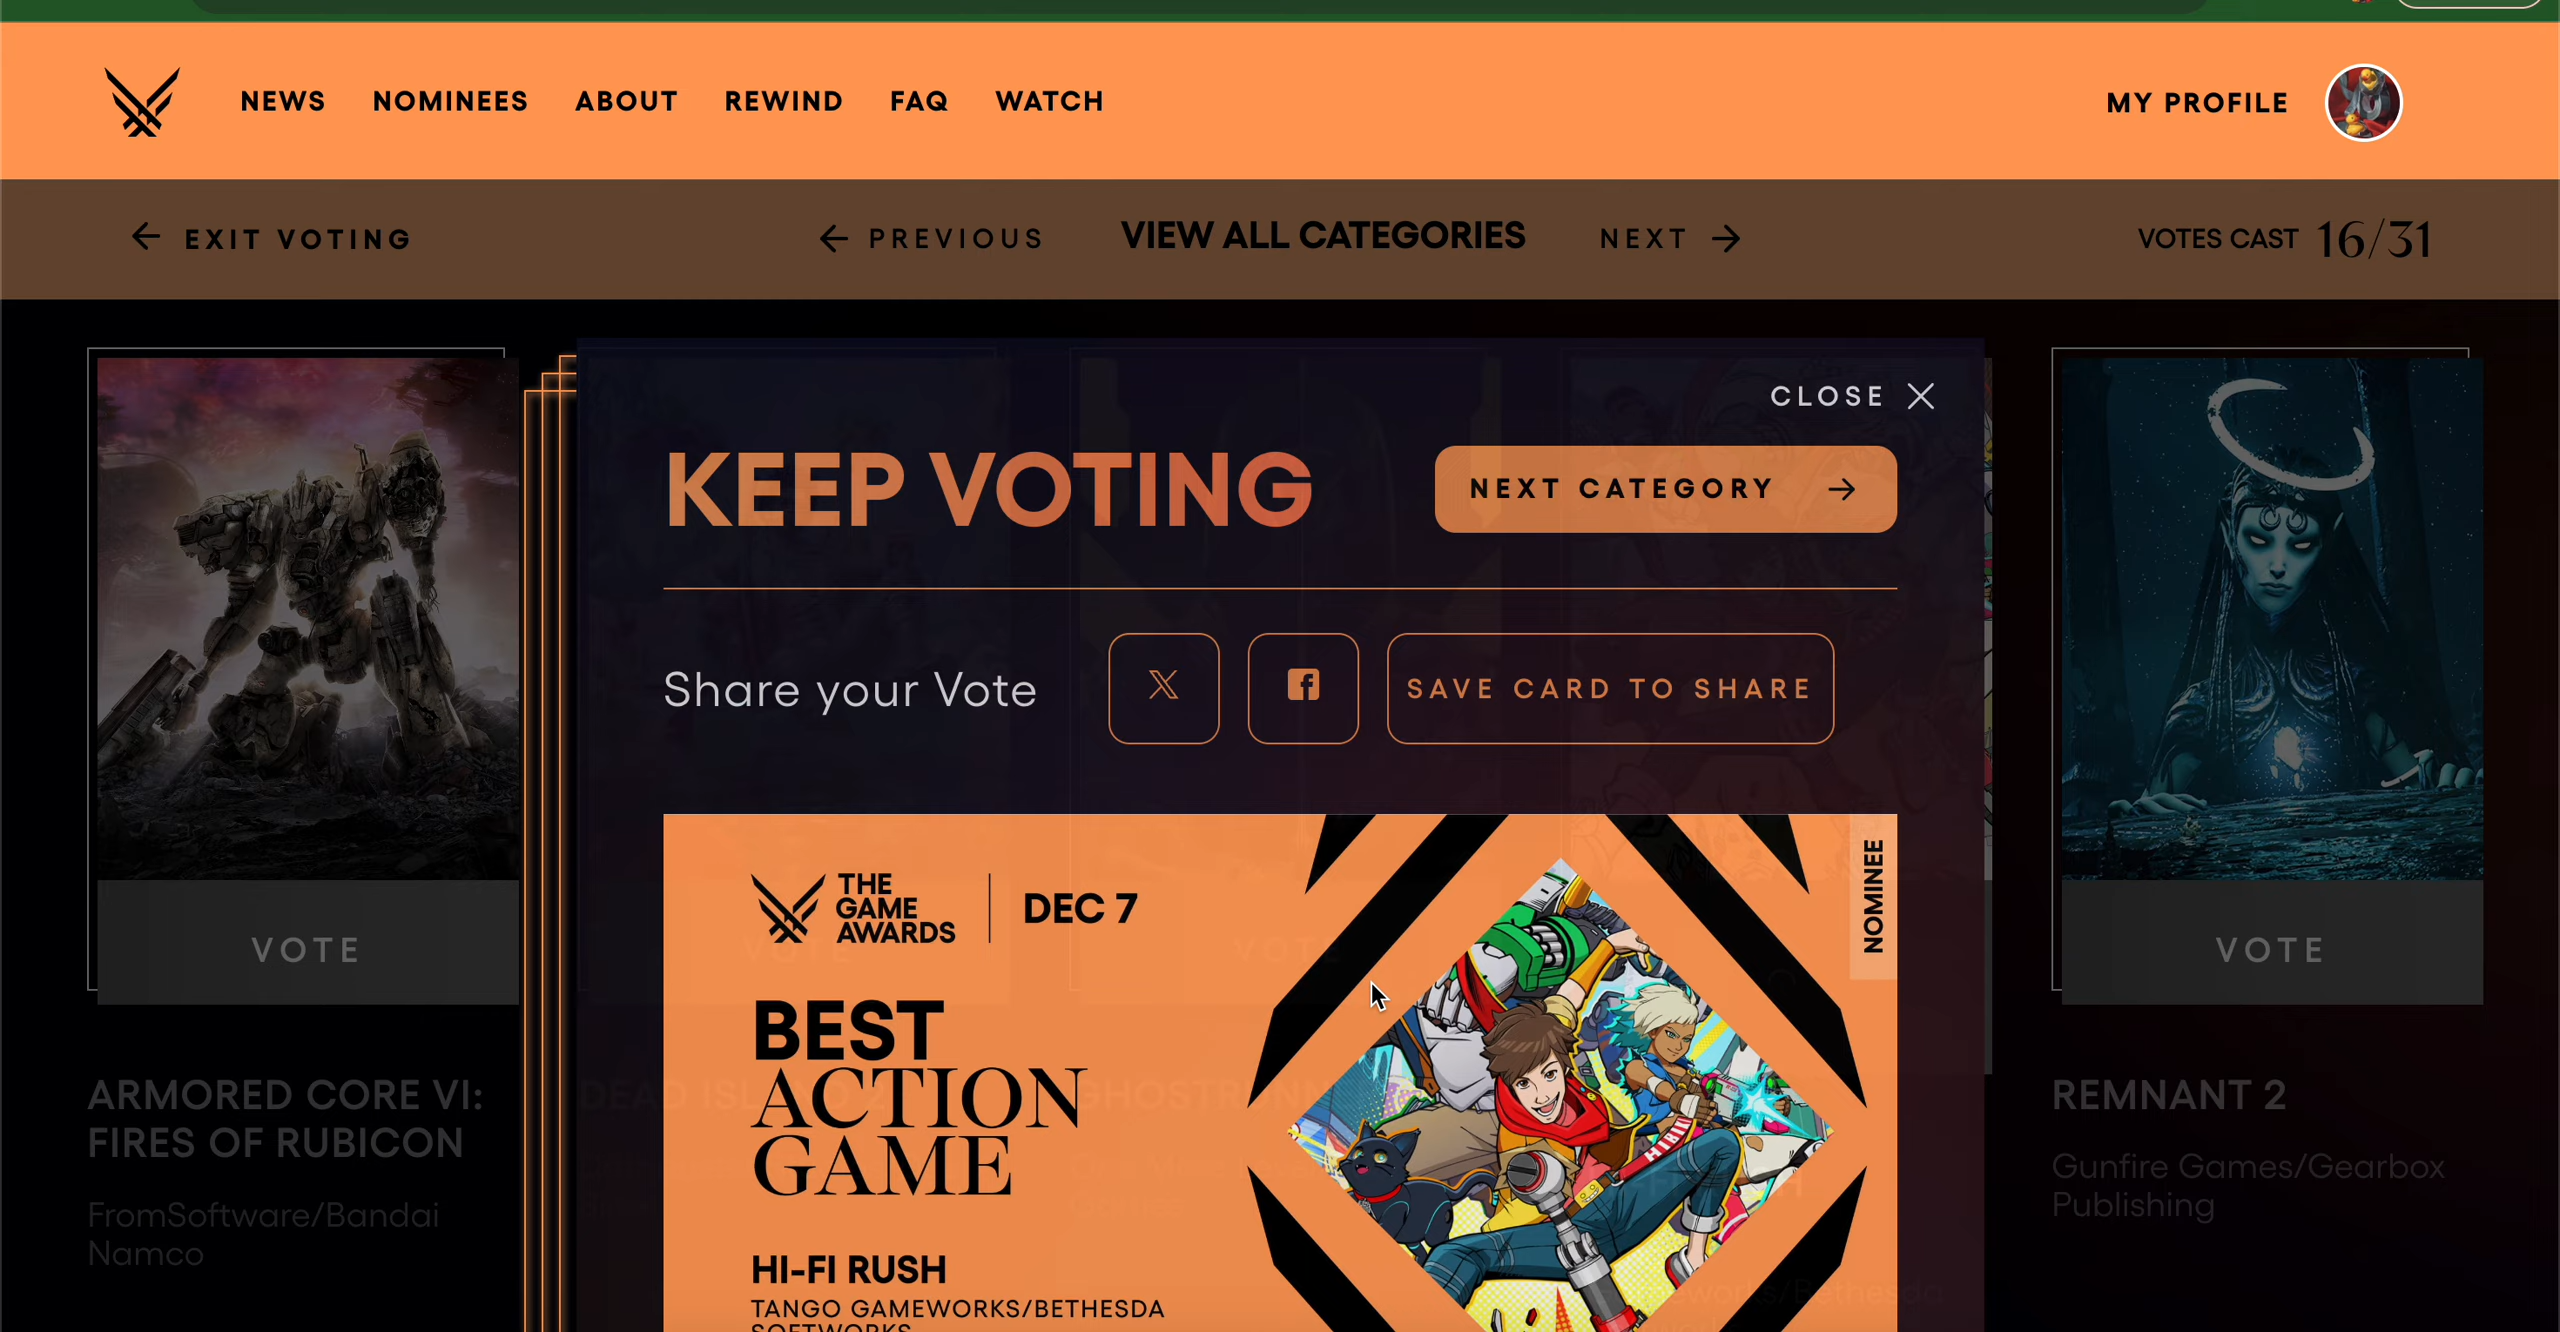 NEWS NOMINEES ABOUT REWIND FAQ WATCH
MY PROFILE
EXIT VOTING
PREVIOUS
VIEW ALL CATEGORIES
NEXT
VOTES CAST 16/31
CLOSE
KEEP VOTING
NEXT CATEGORY
Share your Vote
SAVE CARD TO SHARE
THE
GAME
AWARDS
DEC 7
NOMINEE
BEST
ACTION
GAME
HI-FI RUSH
TANGO GAMEWORKS/BETHESDA
SOFTWORKS
VOTE
ARMORED CORE VI:
FIRES OF RUBICON
FromSoftware/Bandai
Namco
VOTE
REMNANT 2
Gunfire Games/Gearbox
Publishing